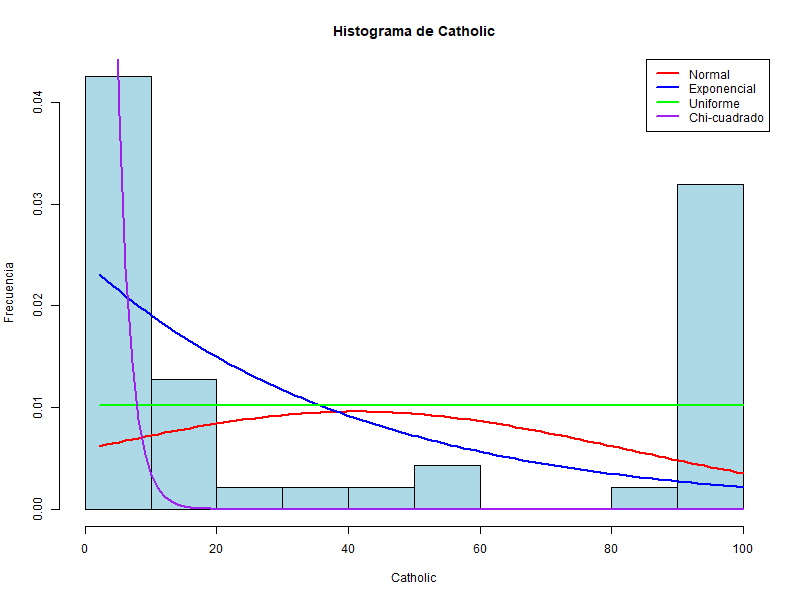 Histograma de Catholic
Normal
Exponencial
Uniforme
Chi-cuadrado
Frecuencia
0.04
0.03
0.02
0.01
0.00
0 20 40 60 80 100
Catholic